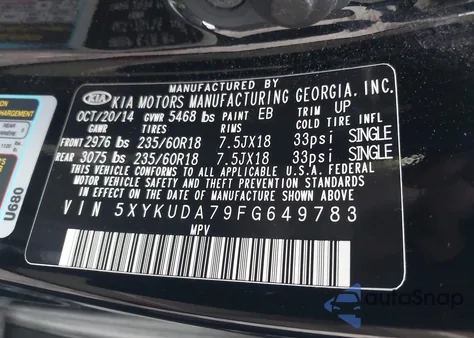 MANUFACTURED BY
KIA KIA MOTORS MANUFACTURING GEORGIA, INC.
OCT/20/14 GVWR 5468 lbs PAINT EB TRIM UP
GAWR TIRES RIMS COLD TIRE INFL
FRONT 2976 lbs 235/60R18 7.5JX18 33psi SINGLE
REAR 3075 lbs 235/60R18 7.5JX18 33psi SINGLE
THIS VEHICLE CONFORMS TO ALL APPLICABLE U.S.A. FEDERAL
MOTOR VEHICLE SAFETY AND THEFT PREVENTION STANDARDS
IN EFFECT ON THE DATE OF MANUFACTURE SHOWN ABOVE.
VIN 5XYKUDA79FG649783
MPV
U680
autoSnap